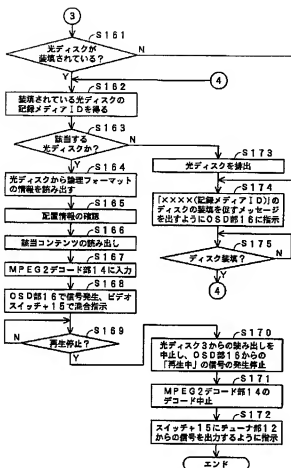 ③
S161
光ディスクが
装填されている?
N
Y
④
S162
装填されている光ディスクの
記録メディアIDを得る
S163
該当する
光ディスクか?
N
Y
S164
光ディスクから論理フォーマット
の情報を読み出す
S165
配置情報の確認
S166
該当コンテンツの読み出し
S167
MPEG2デコード部14に入力
S168
OSD部16で信号発生、ビデオ
スイッチャ15で混合指示
S169
再生停止?
N
Y
S173
光ディスクを排出
S174
「××××(記録メディアID)」の
ディスクの装填を促すメッセージ
を出すようにOSD部16に指示
S175
ディスク装填?
N
Y
④
S170
光ディスク3からの読み出しを
中止し、OSD部16からの
「再生中」の信号の発生停止
S171
MPEG2デコード部14の
デコード中止
S172
スイッチャ15にチューナ部12
からの信号を出力するように指示
エンド